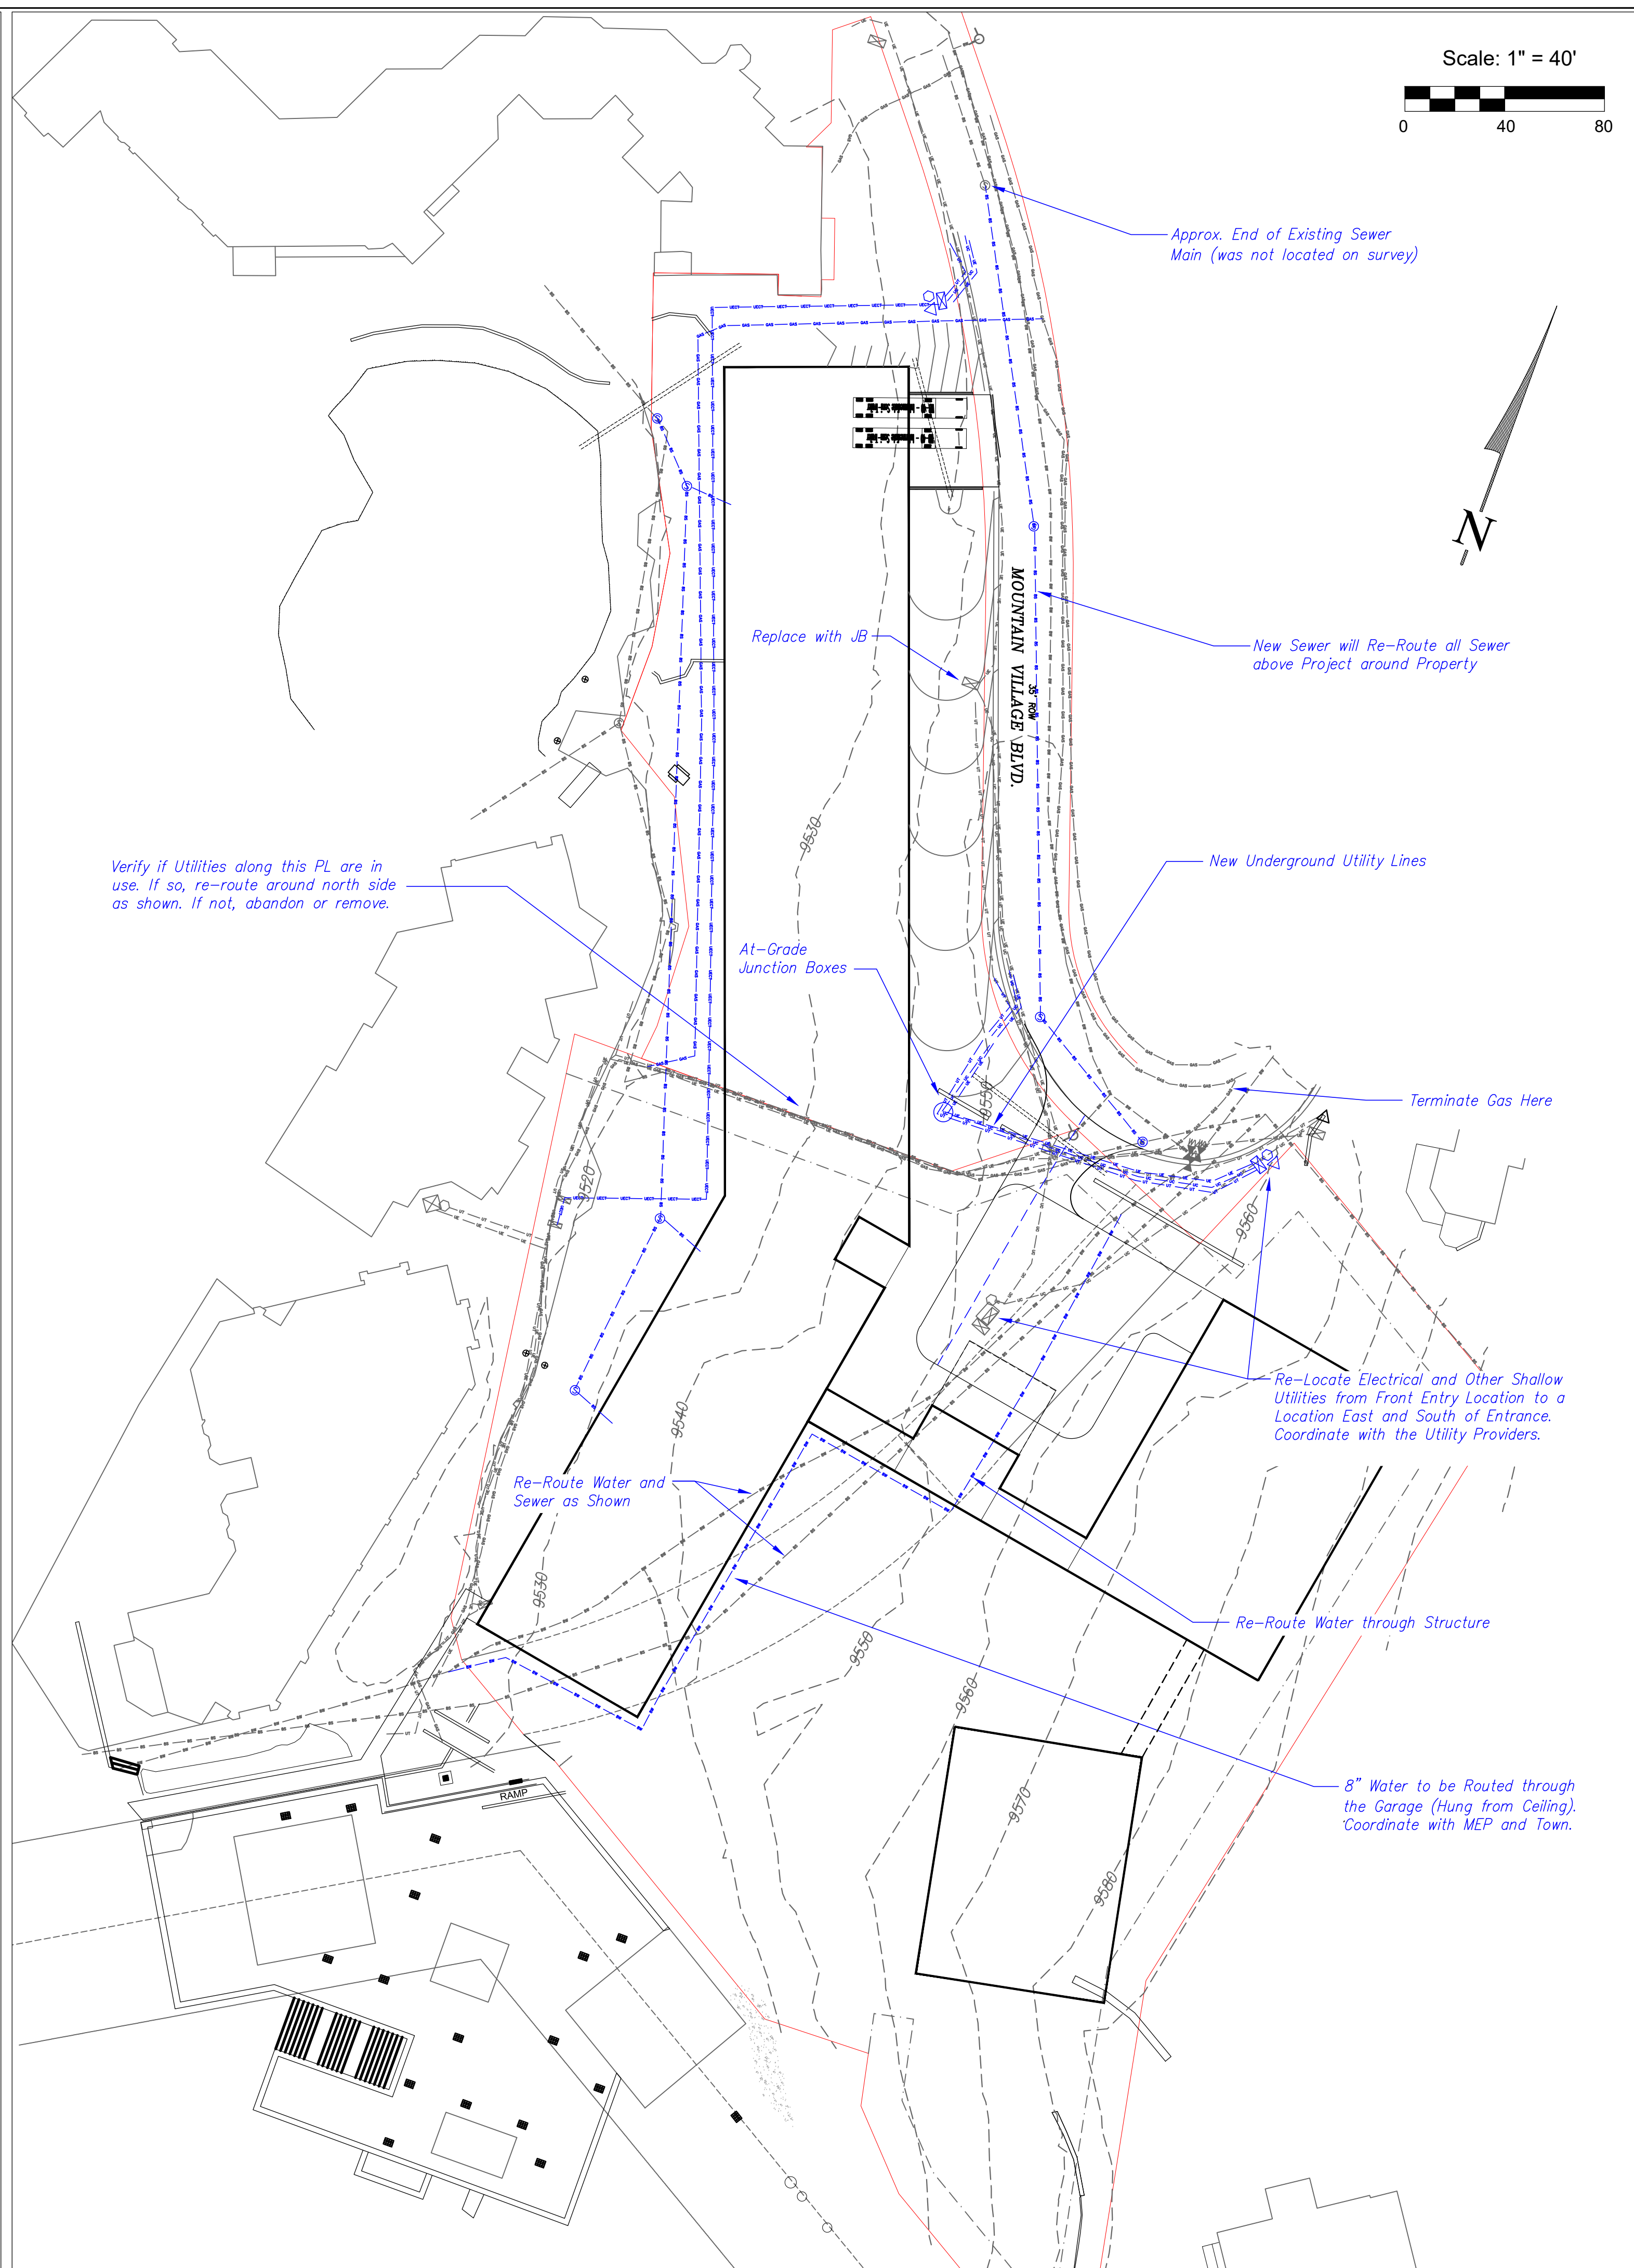 Scale: 1" = 40'
0 40 80
Approx. End of Existing Sewer
Main (was not located on survey)
N
MOUNTAIN VILLAGE BLVD.
35' ROW
Replace with JB
New Sewer will Re-Route all Sewer
above Project around Property
9530
New Underground Utility Lines
Verify if Utilities along this PL are in
use. If so, re-route around north side
as shown. If not, abandon or remove.
At-Grade
Junction Boxes
9550
Terminate Gas Here
9520
9560
Re-Locate Electrical and Other Shallow
Utilities from Front Entry Location to a
Location East and South of Entrance.
Coordinate with the Utility Providers.
9540
Re-Route Water and
Sewer as Shown
9530
Re-Route Water through Structure
9550
9560
8" Water to be Routed through
the Garage (Hung from Ceiling).
Coordinate with MEP and Town.
9570
RAMP
9580